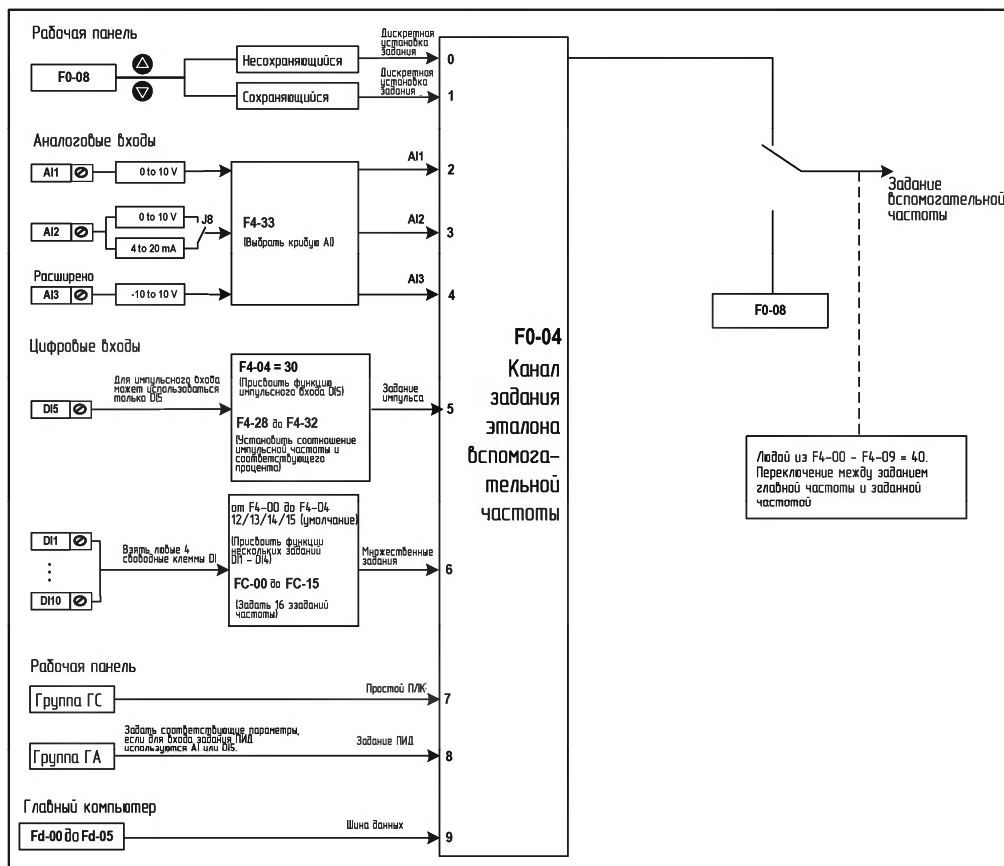 Рабочая панель
F0-08
Несохраняющийся
Сохраняющийся
Дискретная
установка
задания
0
Дискретная
установка
задания
1
Аналоговые входы
AI1
0 to 10 V
AI2
0 to 10 V
4 to 20 mA
J8
Расширено
AI3
-10 to 10 V
F4-33
(Выбрать кривую AI)
AI1
2
AI2
3
AI3
4
Цифровые входы
DI5
Для импульсного входа
может использоваться
только DI5
F4-04 = 30
(Присвоить функцию
импульсного входа DI5)
F4-28 до F4-32
(Установить соотношение
импульсной частоты и
соответствующего
процента)
Задание
импульса
5
DI1
DI10
Взять любые 4
свободные клеммы DI
от F4-00 до F4-04
12/13/14/15 (умолчание)
(Присвоить функции
нескольких заданий
DI1 - DI4)
FC-00 до FC-15
(Задать 16 эзаданий
частоты)
Множественные
задания
6
Рабочая панель
Группа ГС
Простой ПЛК
7
Группа ГА
Задать соответствующие параметры,
если для входа задания ПИД
используются AI или DI5.
Задание ПИД
8
Главный компьютер
Fd-00 до Fd-05
Шина данных
9
F0-04
Канал
задания
эталона
вспомога-
тельной
частоты
Задание
вспомогательной
частоты
F0-08
Людой из F4-00 - F4-09 = 40.
Переключение между заданием
главной частоты и заданной
частотой